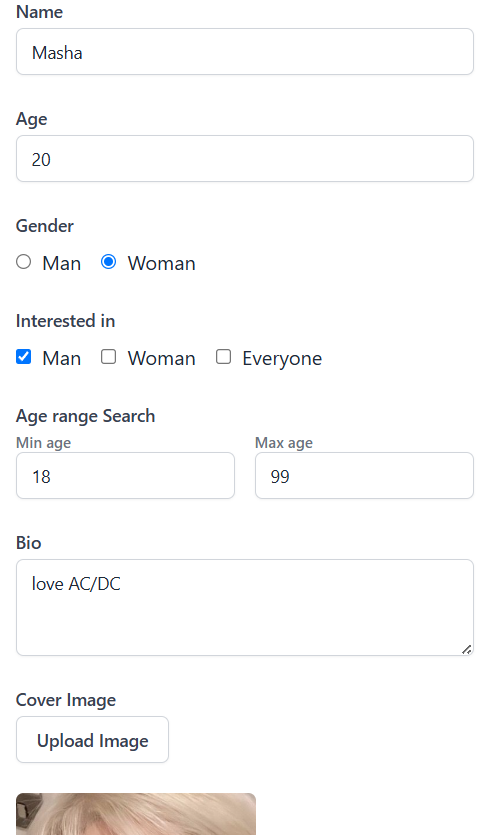 Name
Masha
Age
20
Gender
Man Woman
Interested in
Man Woman Everyone
Age range Search
Min age Max age
18 99
Bio
love AC/DC
Cover Image
Upload Image